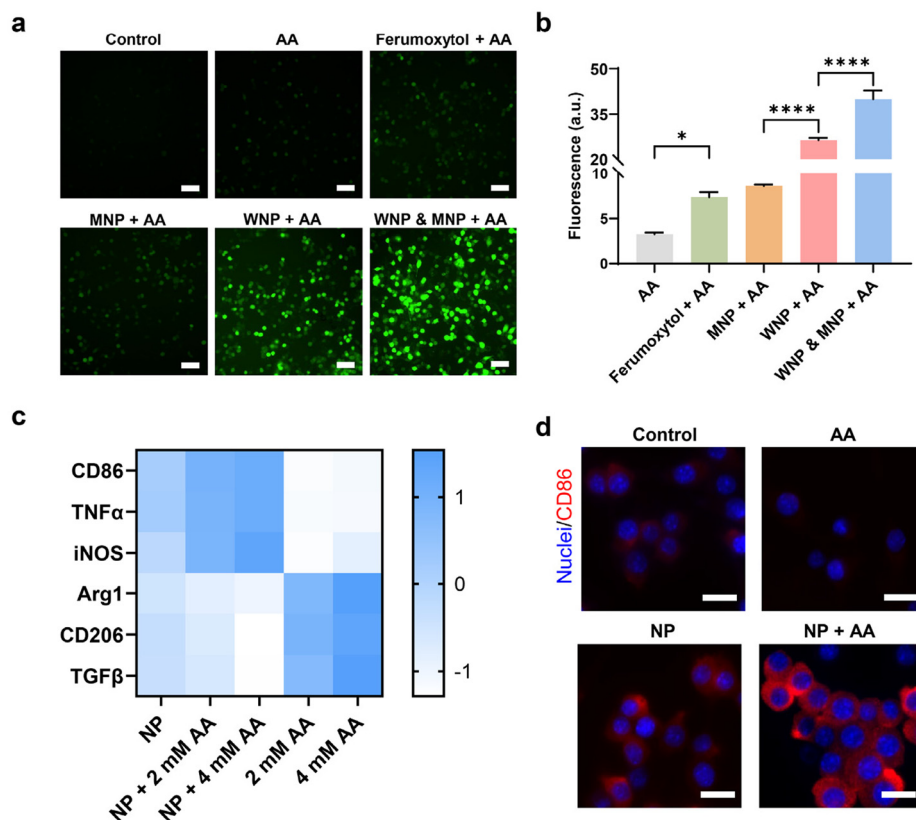 a
Control
AA
Ferumoxytol + AA
MNP + AA
WNP + AA
WNP & MNP + AA
b
Fluorescence (a.u.)
50
35
20
10
5
0
*
****
****
AA
Ferumoxytol + AA
MNP + AA
WNP + AA
WNP & MNP + AA
c
CD86
TNFα
iNOS
Arg1
CD206
TGFβ
NP
NP + 2 mM AA
NP + 4 mM AA
2 mM AA
4 mM AA
1
0
-1
d
Nuclei/CD86
Control
AA
NP
NP + AA